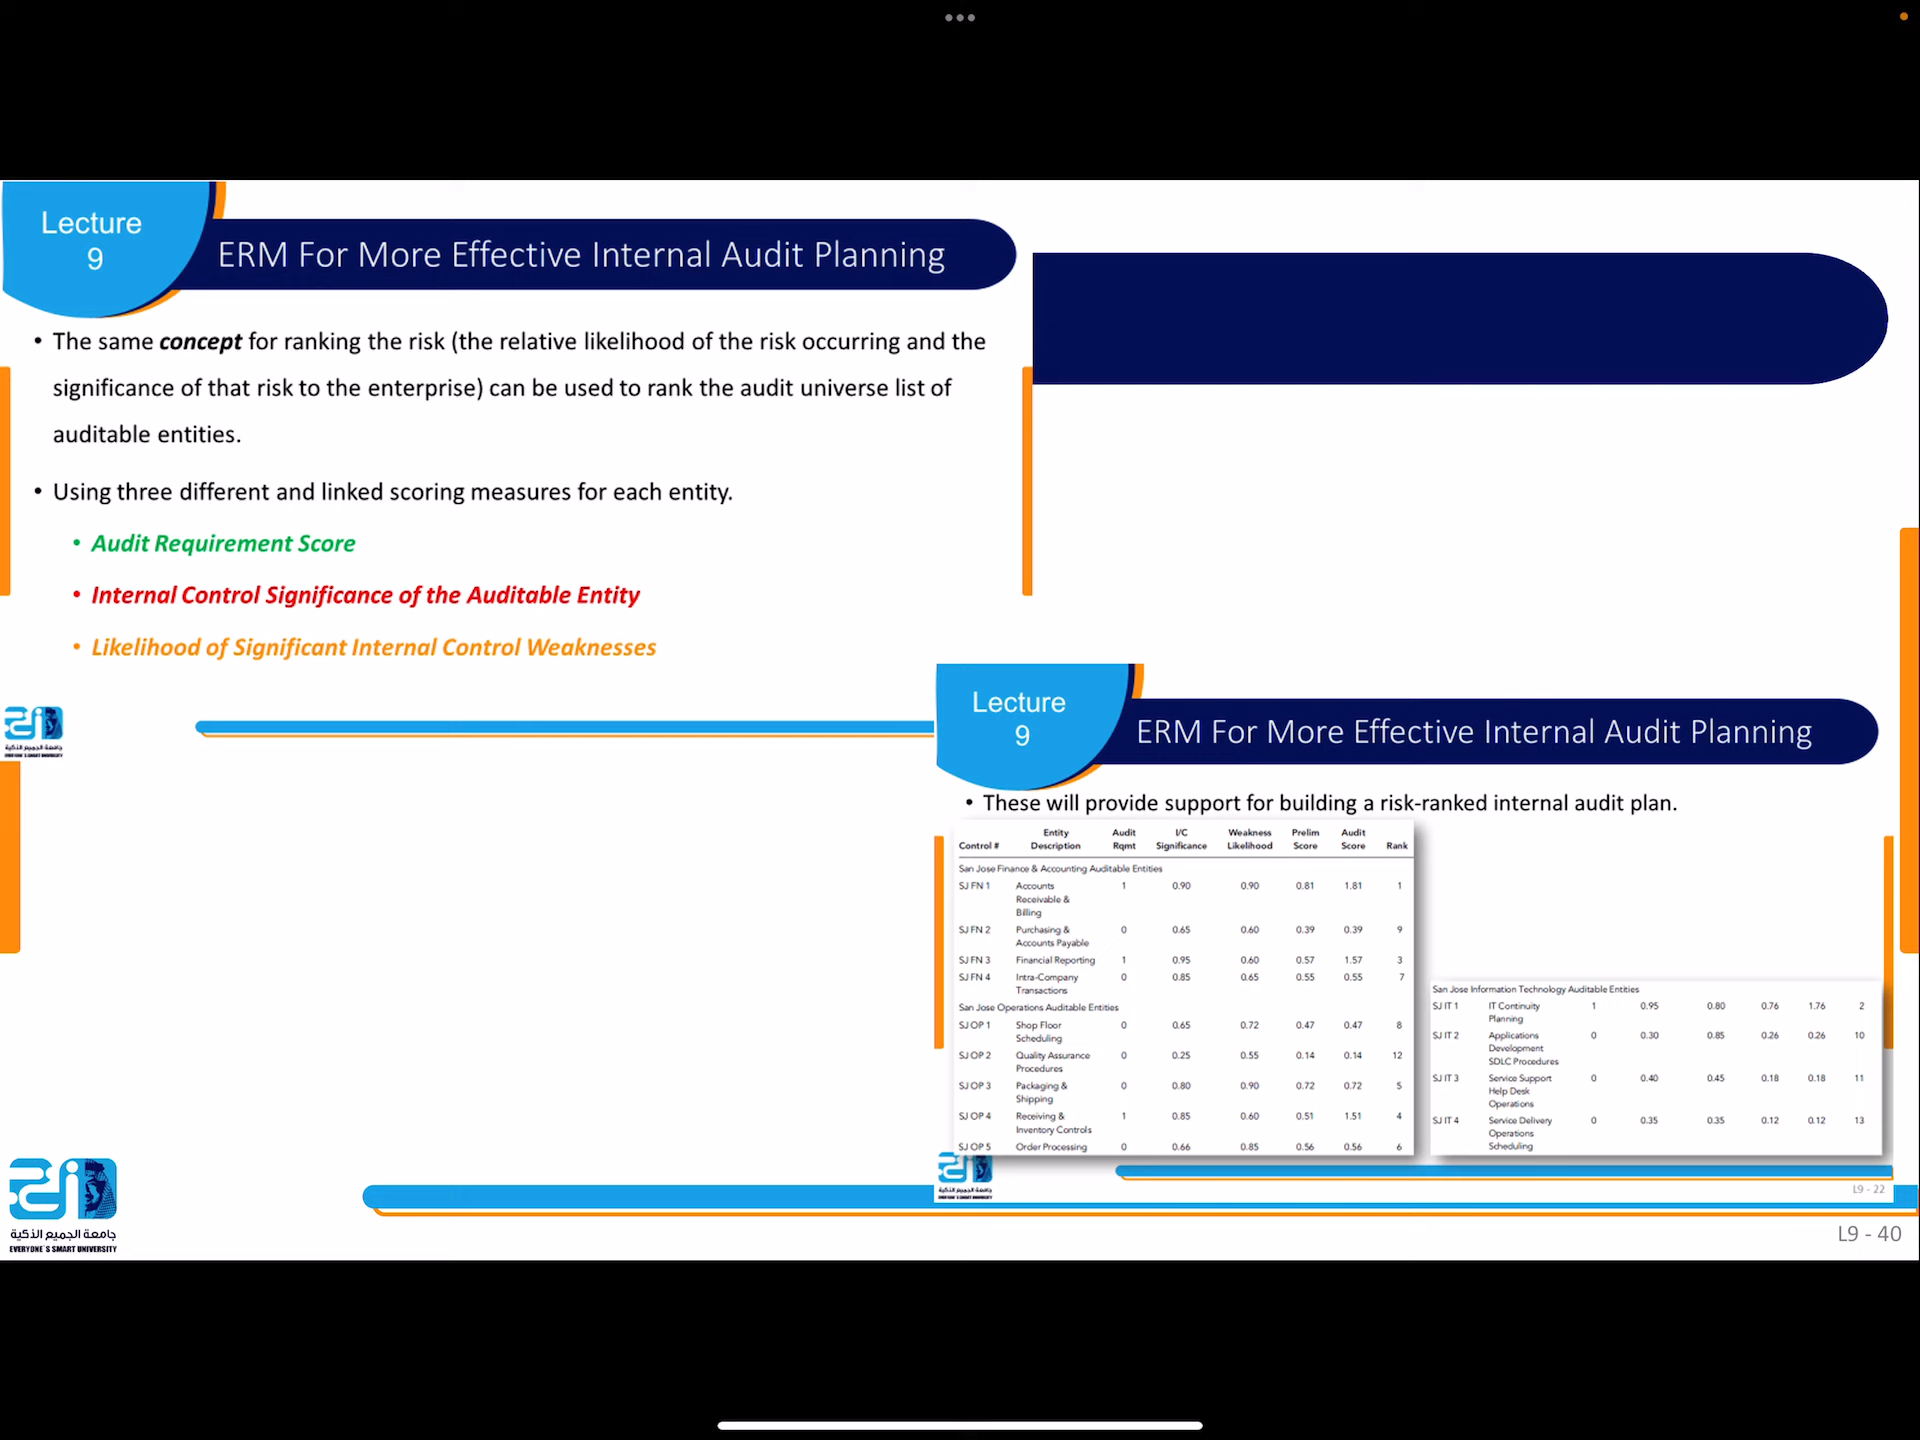 Lecture
9
ERM For More Effective Internal Audit Planning
• The same concept for ranking the risk (the relative likelihood of the risk occurring and the
significance of that risk to the enterprise) can be used to rank the audit universe list of
auditable entities.
• Using three different and linked scoring measures for each entity.
• Audit Requirement Score
• Internal Control Significance of the Auditable Entity
• Likelihood of Significant Internal Control Weaknesses
جامعة الجميع الذكية
EVERYONE'S SMART UNIVERSITY
Lecture
9
ERM For More Effective Internal Audit Planning
• These will provide support for building a risk-ranked internal audit plan.
Entity Audit I/C Weakness Prelim Audit
Control # Description Rqmt Significance Likelihood Score Score Rank
San Jose Finance & Accounting Auditable Entities
SJ FN 1 Accounts 1 0.90 0.90 0.81 1.81 1
Receivable &
Billing
SJ FN 2 Purchasing & 0 0.65 0.60 0.39 0.39 9
Accounts Payable
SJ FN 3 Financial Reporting 1 0.95 0.60 0.57 1.57 3
SJ FN 4 Intra-Company 0 0.85 0.65 0.55 0.55 7
Transactions
San Jose Operations Auditable Entities
SJ OP 1 Shop Floor 0 0.65 0.72 0.47 0.47 8
Scheduling
SJ OP 2 Quality Assurance 0 0.25 0.55 0.14 0.14 12
Procedures
SJ OP 3 Packaging & 0 0.80 0.90 0.72 0.72 5
Shipping
SJ OP 4 Receiving & 1 0.85 0.60 0.51 1.51 4
Inventory Controls
SJ OP 5 Order Processing 0 0.66 0.85 0.56 0.56 6
San Jose Information Technology Auditable Entities
SJ IT 1 IT Continuity 1 0.95 0.80 0.76 1.76 2
Planning
SJ IT 2 Applications 0 0.30 0.85 0.26 0.26 10
Development
SDLC Procedures
SJ IT 3 Service Support 0 0.40 0.45 0.18 0.18 11
Help Desk
Operations
SJ IT 4 Service Delivery 0 0.35 0.35 0.12 0.12 13
Operations
Scheduling
جامعة الجميع الذكية
EVERYONE'S SMART UNIVERSITY
L9 - 22
جامعة الجميع الذكية
EVERYONE'S SMART UNIVERSITY
L9 - 40